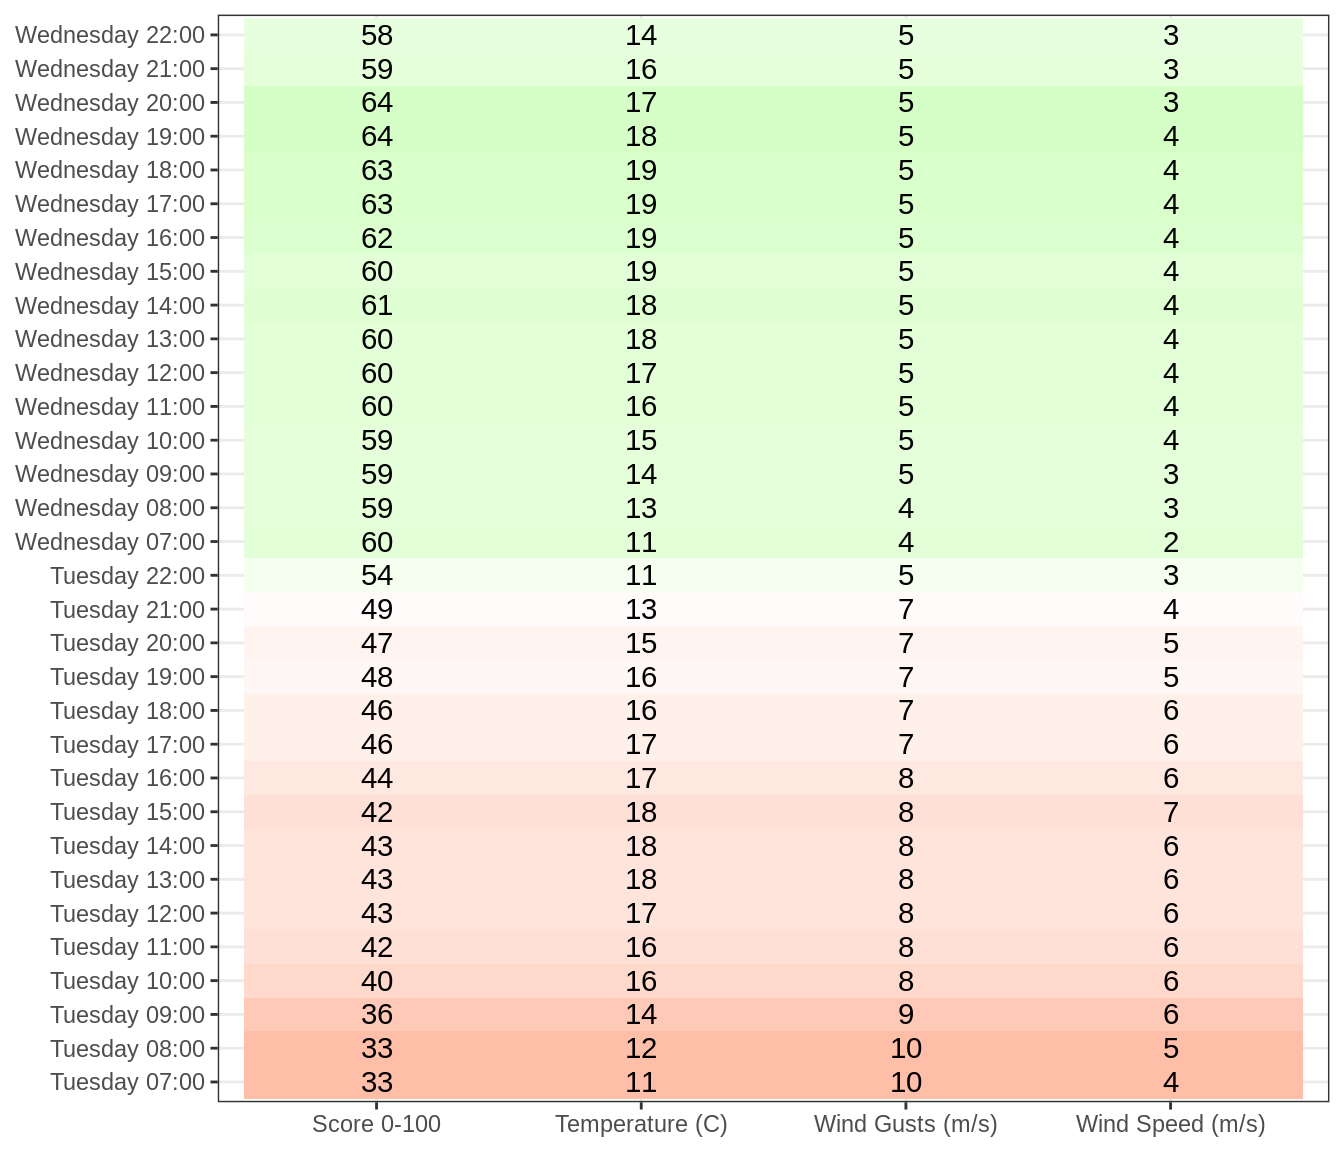 Wednesday 22:00 58 14 5 3
Wednesday 21:00 59 16 5 3
Wednesday 20:00 64 17 5 3
Wednesday 19:00 64 18 5 4
Wednesday 18:00 63 19 5 4
Wednesday 17:00 63 19 5 4
Wednesday 16:00 62 19 5 4
Wednesday 15:00 60 19 5 4
Wednesday 14:00 61 18 5 4
Wednesday 13:00 60 18 5 4
Wednesday 12:00 60 17 5 4
Wednesday 11:00 60 16 5 4
Wednesday 10:00 59 15 5 4
Wednesday 09:00 59 14 5 3
Wednesday 08:00 59 13 4 3
Wednesday 07:00 60 11 4 2
Tuesday 22:00 54 11 5 3
Tuesday 21:00 49 13 7 4
Tuesday 20:00 47 15 7 5
Tuesday 19:00 48 16 7 5
Tuesday 18:00 46 16 7 6
Tuesday 17:00 46 17 7 6
Tuesday 16:00 44 17 8 6
Tuesday 15:00 42 18 8 7
Tuesday 14:00 43 18 8 6
Tuesday 13:00 43 18 8 6
Tuesday 12:00 43 17 8 6
Tuesday 11:00 42 16 8 6
Tuesday 10:00 40 16 8 6
Tuesday 09:00 36 14 9 6
Tuesday 08:00 33 12 10 5
Tuesday 07:00 33 11 10 4
Score 0-100 Temperature (C) Wind Gusts (m/s) Wind Speed (m/s)